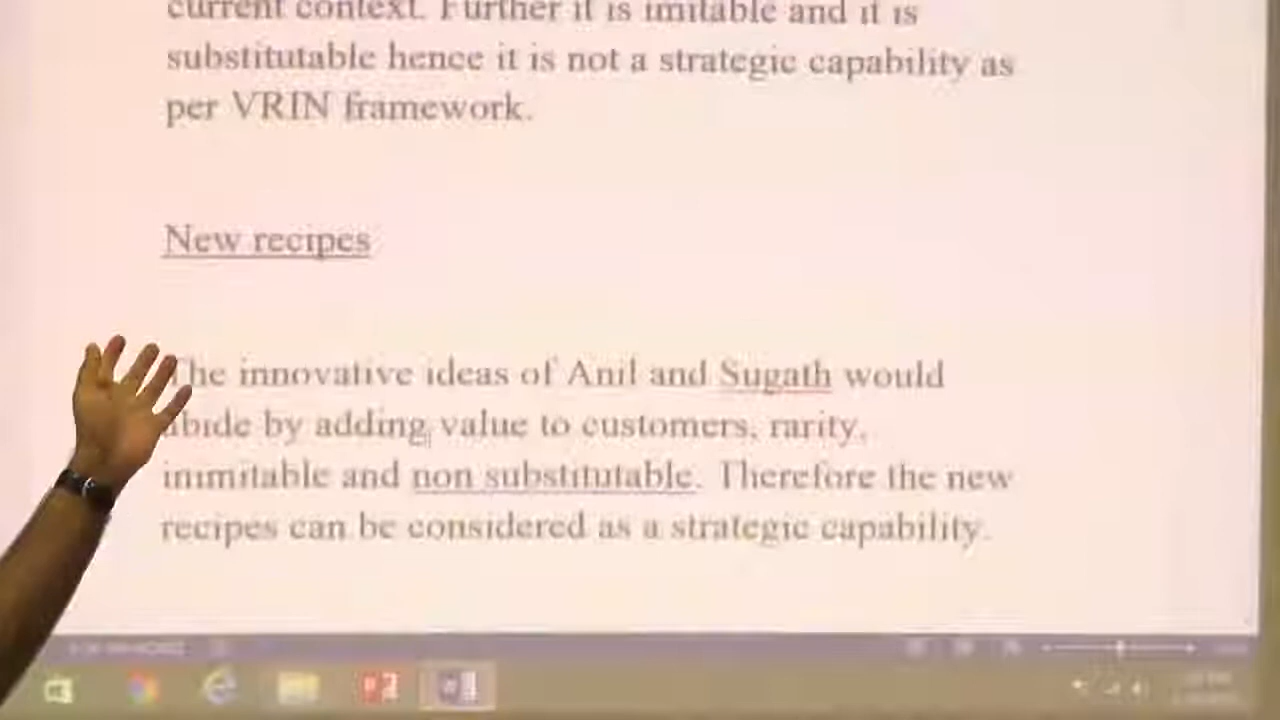 current context. Further it is imitable and it is
substitutable hence it is not a strategic capability as
per VRIN framework.
New recipes
The innovative ideas of Anil and Sugath would
abide by adding value to customers, rarity,
inimitable and non substitutable. Therefore the new
recipes can be considered as a strategic capability.